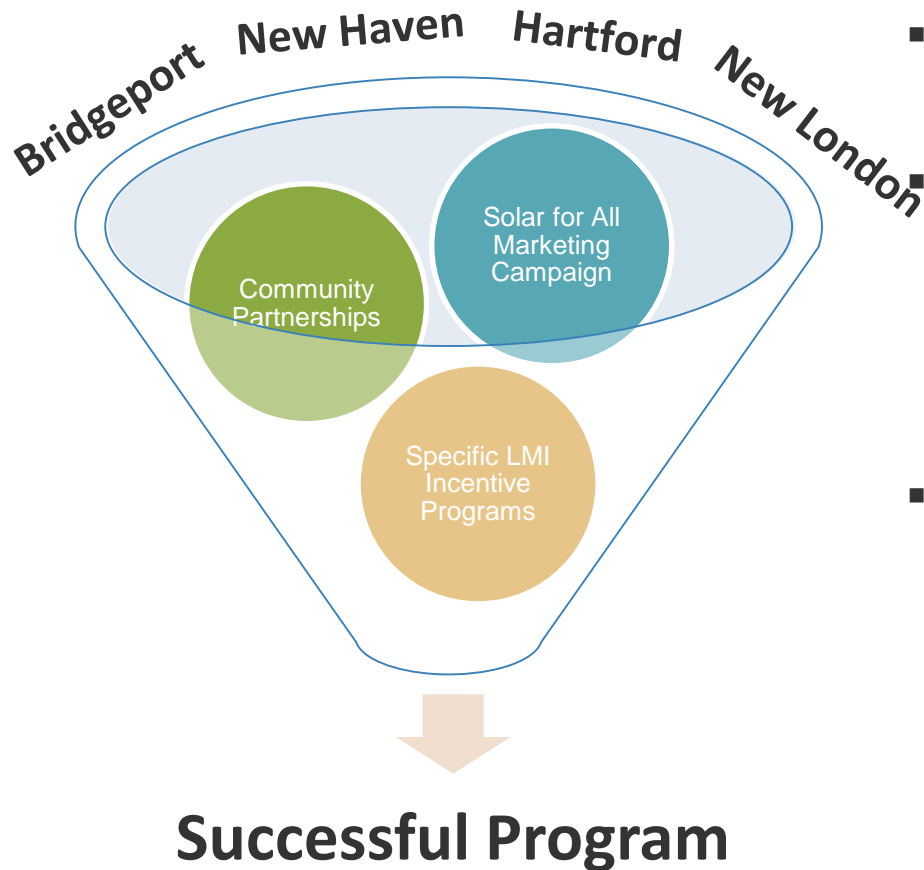 Bridgeport
New Haven
Hartford
New London
Solar for All
Marketing
Campaign
Community
Partnerships
Specific LMI
Incentive
Programs
Successful Program